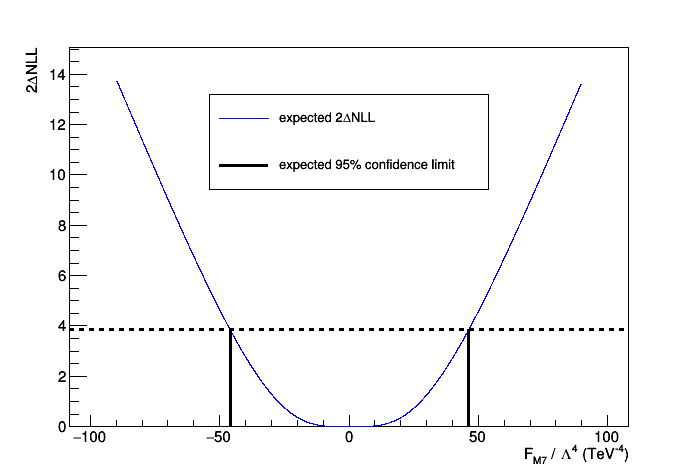 2ΔNLL
14
12
10
8
6
4
2
0
expected 2ΔNLL
expected 95% confidence limit
−100 −50 0 50 100
F_M7 / Λ^4 (TeV^-4)